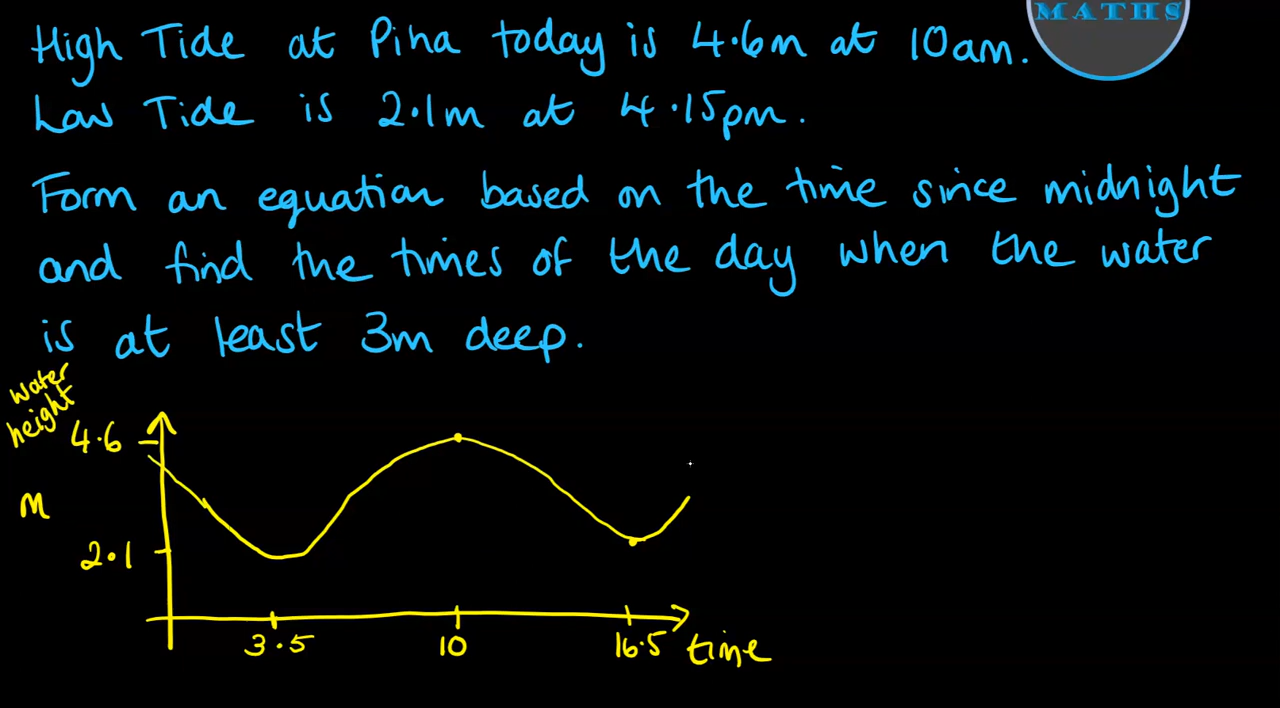 MATHS
High Tide at Piha today is 4.6m at 10am.
Low Tide is 2.1m at 4.15pm.
Form an equation based on the time since midnight
and find the times of the day when the water
is at least 3m deep.
water
height
4.6
M
2.1
3.5 10 16.5 time